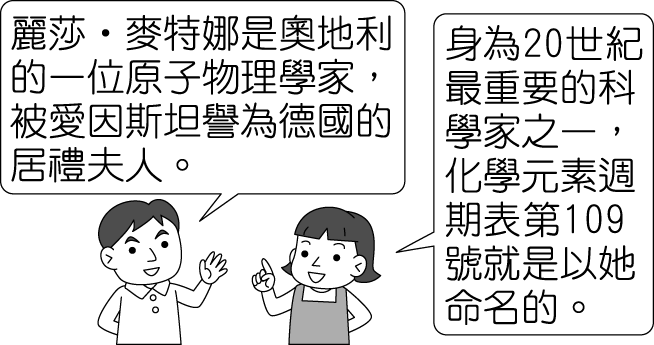 麗莎・麥特娜是奧地利
的一位原子物理學家，
被愛因斯坦譽為德國的
居禮夫人。
身為20世紀
最重要的科
學家之一，
化學元素週
期表第109
號就是以她
命名的。